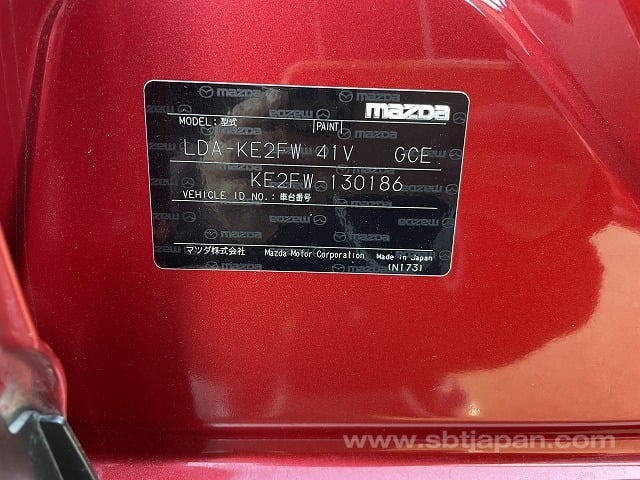 mazda
MODEL; 型式 PAINT
LDA-KE2FW 41V GCE
KE2FW-130186
VEHICLE ID NO.; 車台番号
マツダ株式会社 Mazda Motor Corporation Made in Japan
(N173)
www.sbtjapan.com